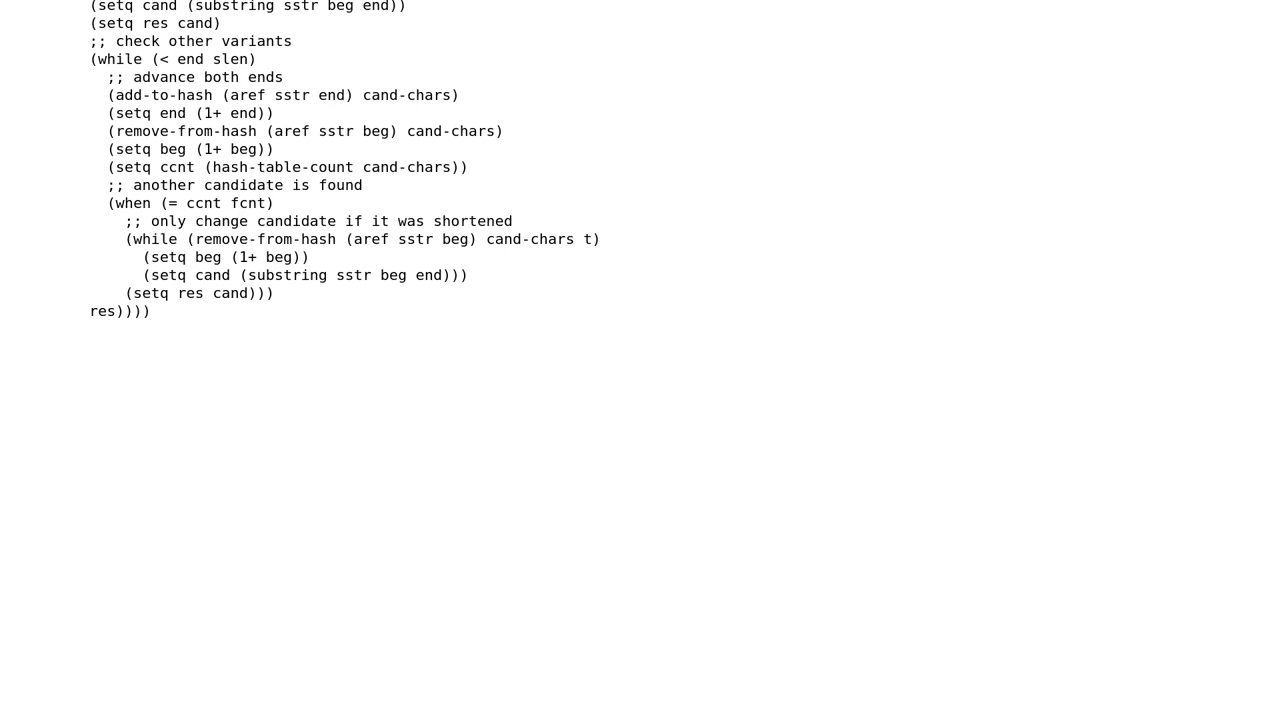 (setq cand (substring sstr beg end))
(setq res cand)
;; check other variants
(while (< end slen)
;; advance both ends
(add-to-hash (aref sstr end) cand-chars)
(setq end (1+ end))
(remove-from-hash (aref sstr beg) cand-chars)
(setq beg (1+ beg))
(setq ccnt (hash-table-count cand-chars))
;; another candidate is found
(when (= ccnt fcnt)
;; only change candidate if it was shortened
(while (remove-from-hash (aref sstr beg) cand-chars t)
(setq beg (1+ beg))
(setq cand (substring sstr beg end)))
(setq res cand)))
res))))